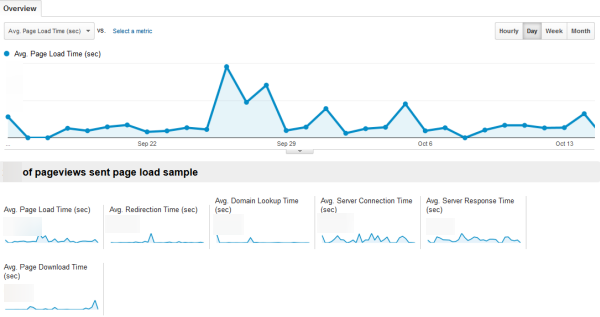 Overview
Avg. Page Load Time (sec) vs. Select a metric Hourly Day Week Month
Avg. Page Load Time (sec)
... Sep 22 Sep 29 Oct 6 Oct 13
of pageviews sent page load sample
Avg. Page Load Time (sec)
Avg. Redirection Time (sec)
Avg. Domain Lookup Time
(sec)
Avg. Server Connection Time
(sec)
Avg. Server Response Time
(sec)
Avg. Page Download Time
(sec)